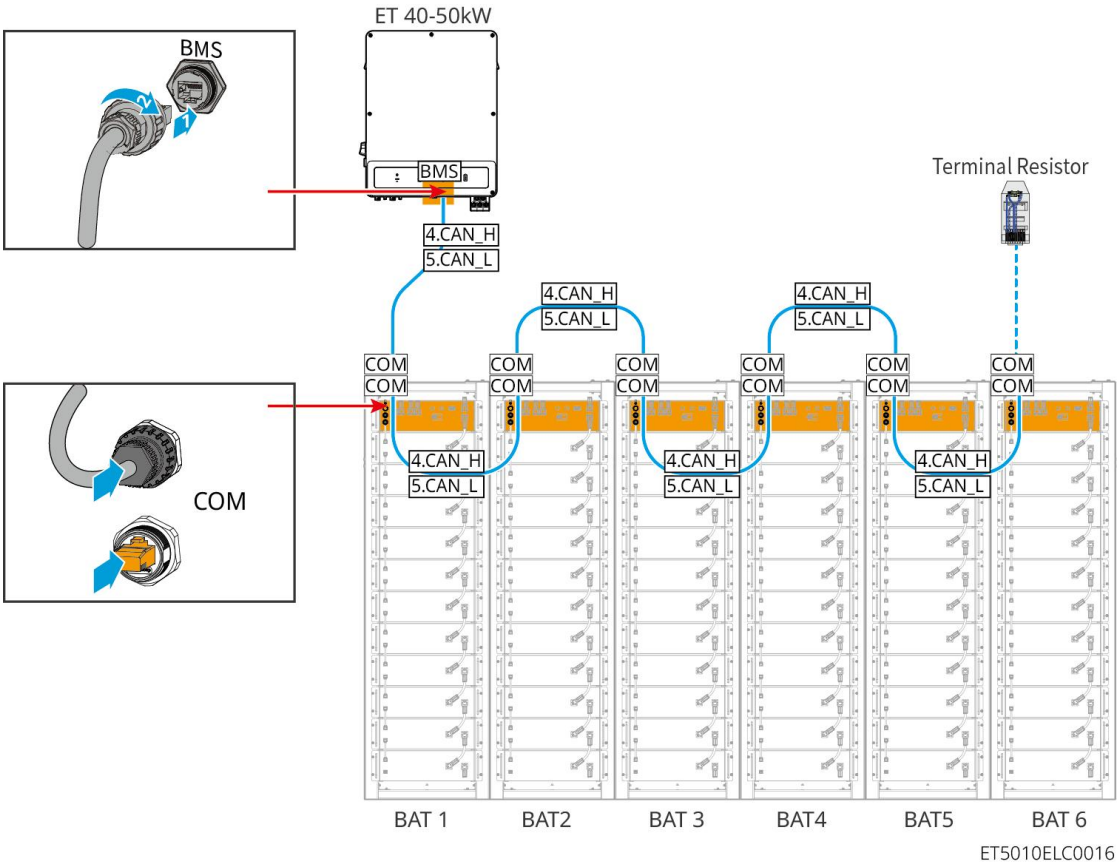 ET 40-50kW
BMS
2
1
BMS
Terminal Resistor
4.CAN_H
5.CAN_L
4.CAN_H
5.CAN_L
4.CAN_H
5.CAN_L
COM COM COM COM COM COM
COM COM COM COM COM COM
4.CAN_H
5.CAN_L
4.CAN_H
5.CAN_L
4.CAN_H
5.CAN_L
COM
BAT 1 BAT2 BAT 3 BAT4 BAT5 BAT 6
ET5010ELC0016